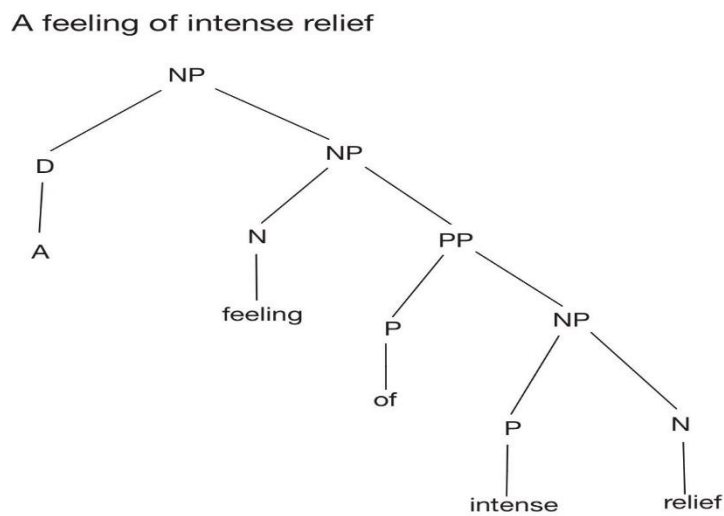 A feeling of intense relief
NP
D
NP
A
N
PP
feeling
P
NP
of
P
N
intense
relief